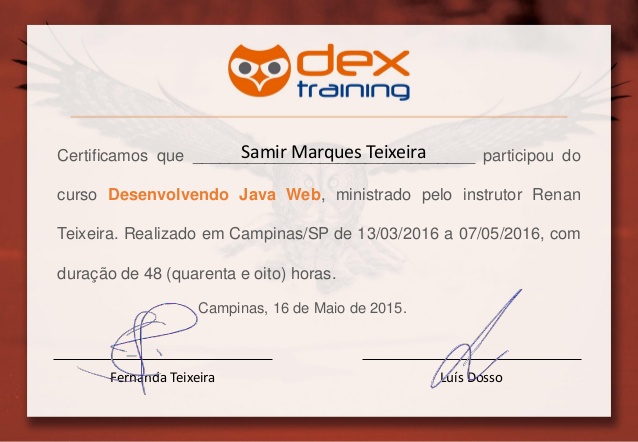 dex
training
Certificamos que Samir Marques Teixeira participou do
curso Desenvolvendo Java Web, ministrado pelo instrutor Renan
Teixeira. Realizado em Campinas/SP de 13/03/2016 a 07/05/2016, com
duração de 48 (quarenta e oito) horas.
Campinas, 16 de Maio de 2015.
Fernanda Teixeira Luís Dosso